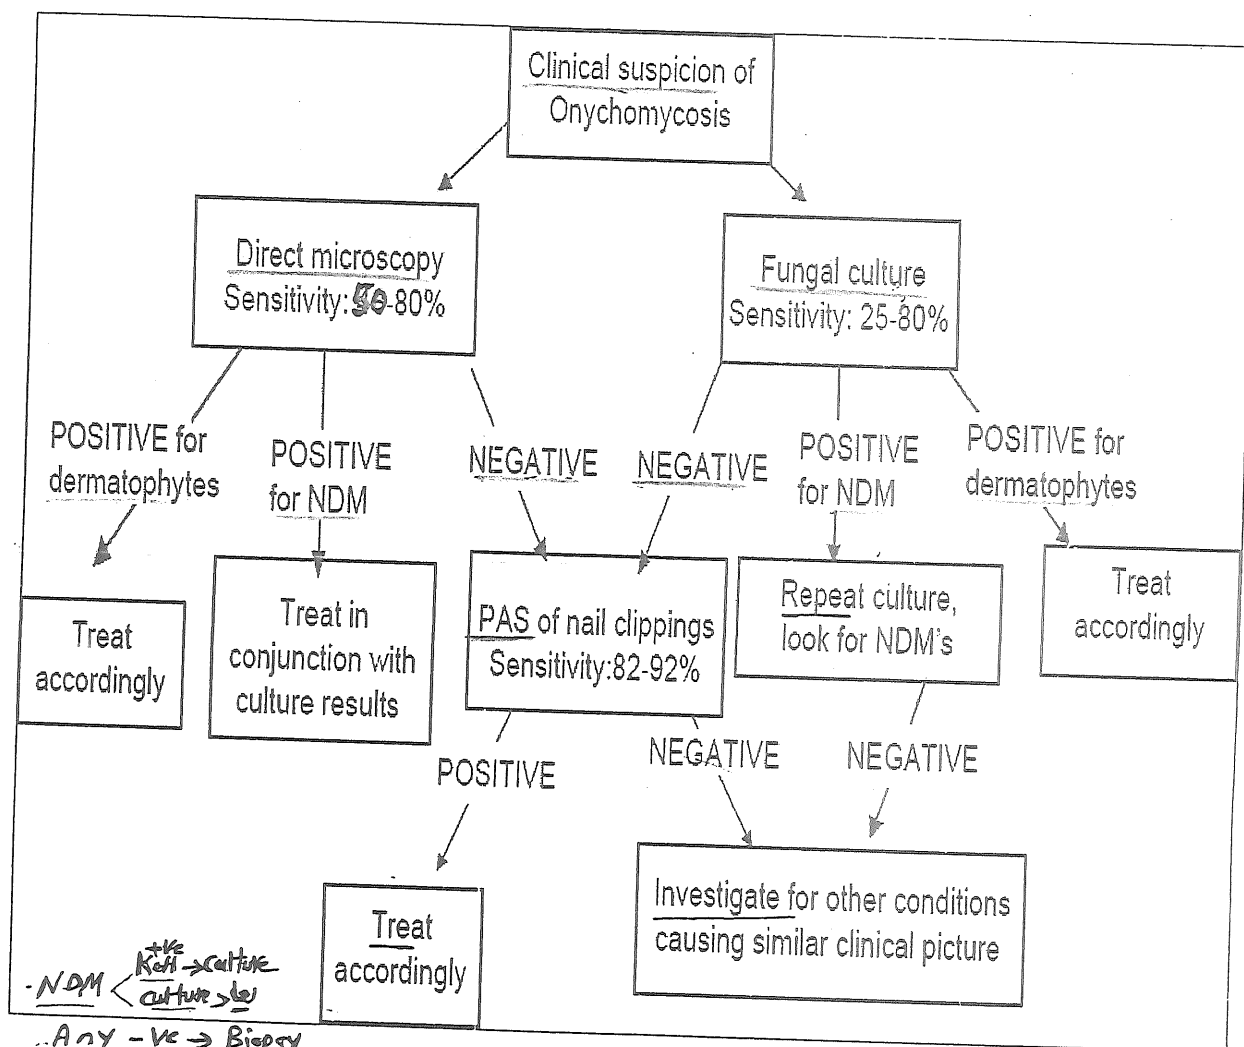 Clinical suspicion of
Onychomycosis
Direct microscopy
Sensitivity: -80%
Fungal culture
Sensitivity: 25-80%
POSITIVE for
dermatophytes
POSITIVE
for NDM
NEGATIVE
NEGATIVE
POSITIVE
for NDM
POSITIVE for
dermatophytes
Treat
accordingly
Treat in
conjunction with
culture results
PAS of nail clippings
Sensitivity:82-92%
Repeat culture,
look for NDM's
Treat
accordingly
POSITIVE
NEGATIVE
NEGATIVE
Treat
accordingly
Investigate for other conditions
causing similar clinical picture
+ve
- NDM < KOH → culture
culture →
Any -ve → Biopsy